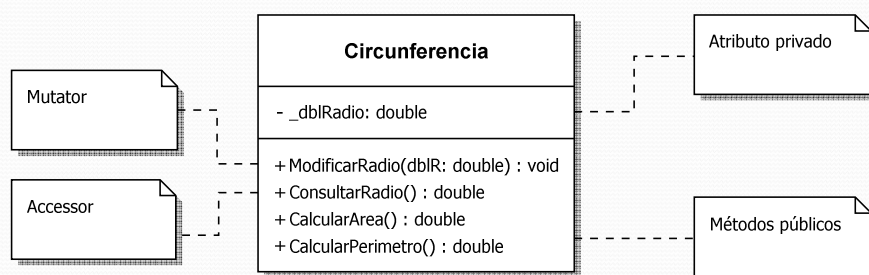 Circunferencia
- _dblRadio: double
+ ModificarRadio(dblR: double) : void
+ ConsultarRadio() : double
+ CalcularArea() : double
+ CalcularPerimetro() : double
Mutator
Accessor
Atributo privado
Métodos públicos